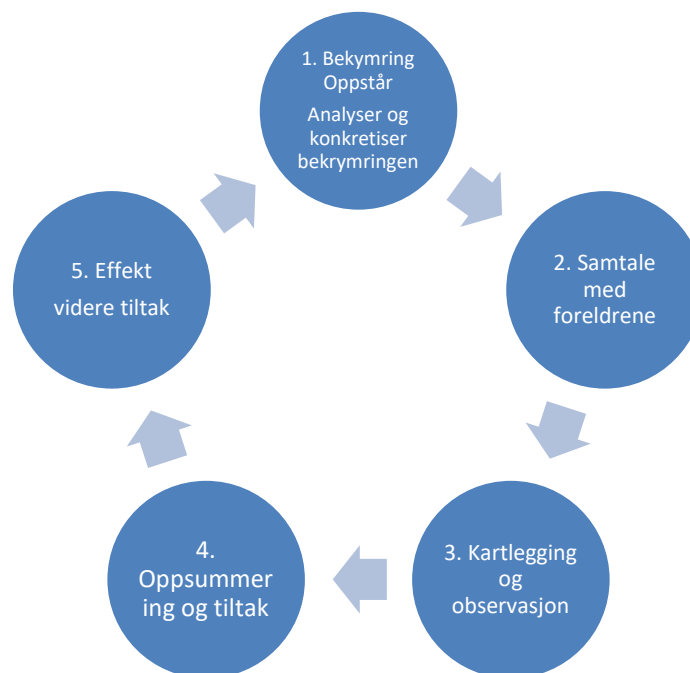 1. Bekymring
Oppstår
Analyser og
konkretiser
bekrymringen
2. Samtale
med
foreldrene
3. Kartlegging
og
observasjon
4.
Oppsummer
ing og tiltak
5. Effekt
videre tiltak